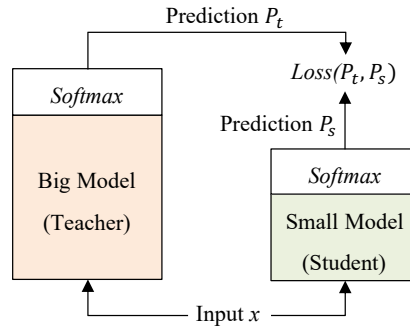 Prediction P_t
Loss(P_t, P_s)
Softmax
Prediction P_s
Big Model
(Teacher)
Softmax
Small Model
(Student)
Input x